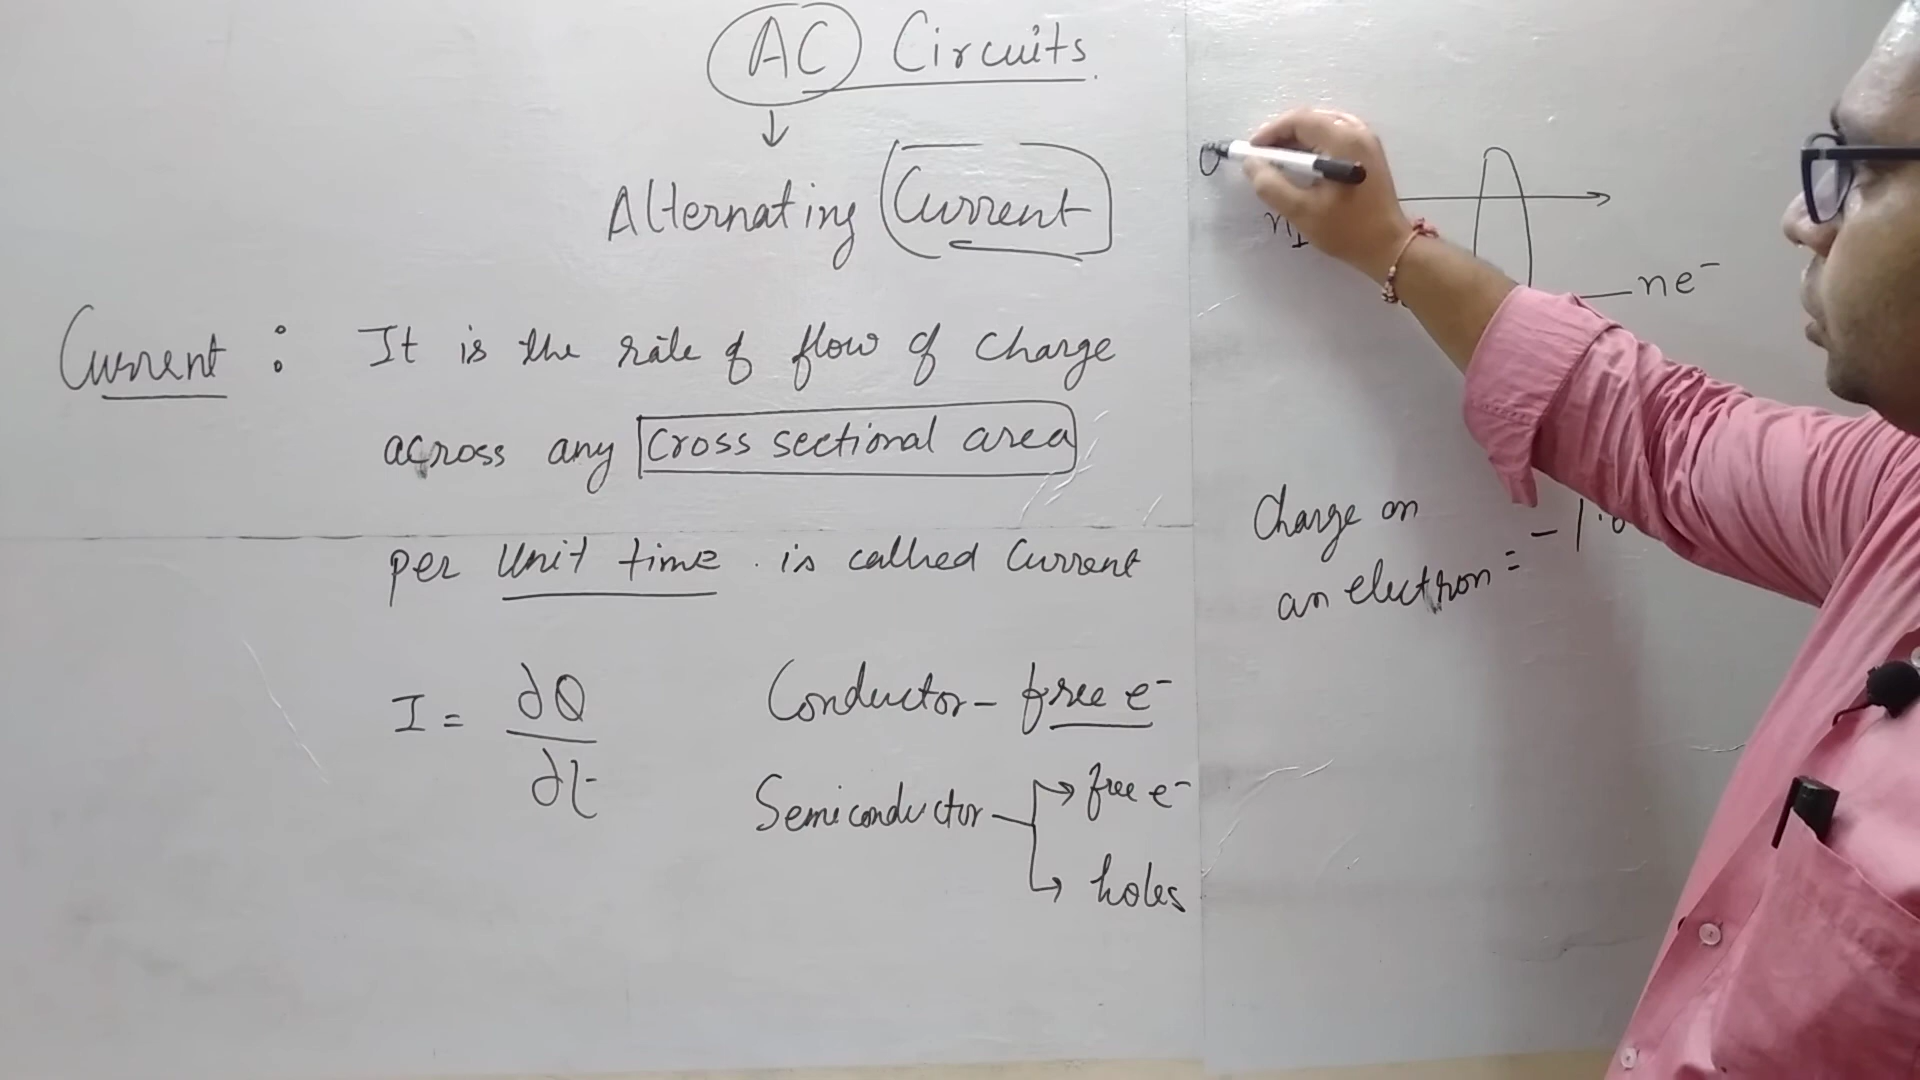 AC Circuits.
Alternating Current
Current : It is the rate of flow of charge
across any cross sectional area
per unit time . is called Current
I = ∂Q
∂t
Conductor - free e⁻
Semiconductor → free e⁻
→ holes
ne⁻
Charge on
an electron = -1.6